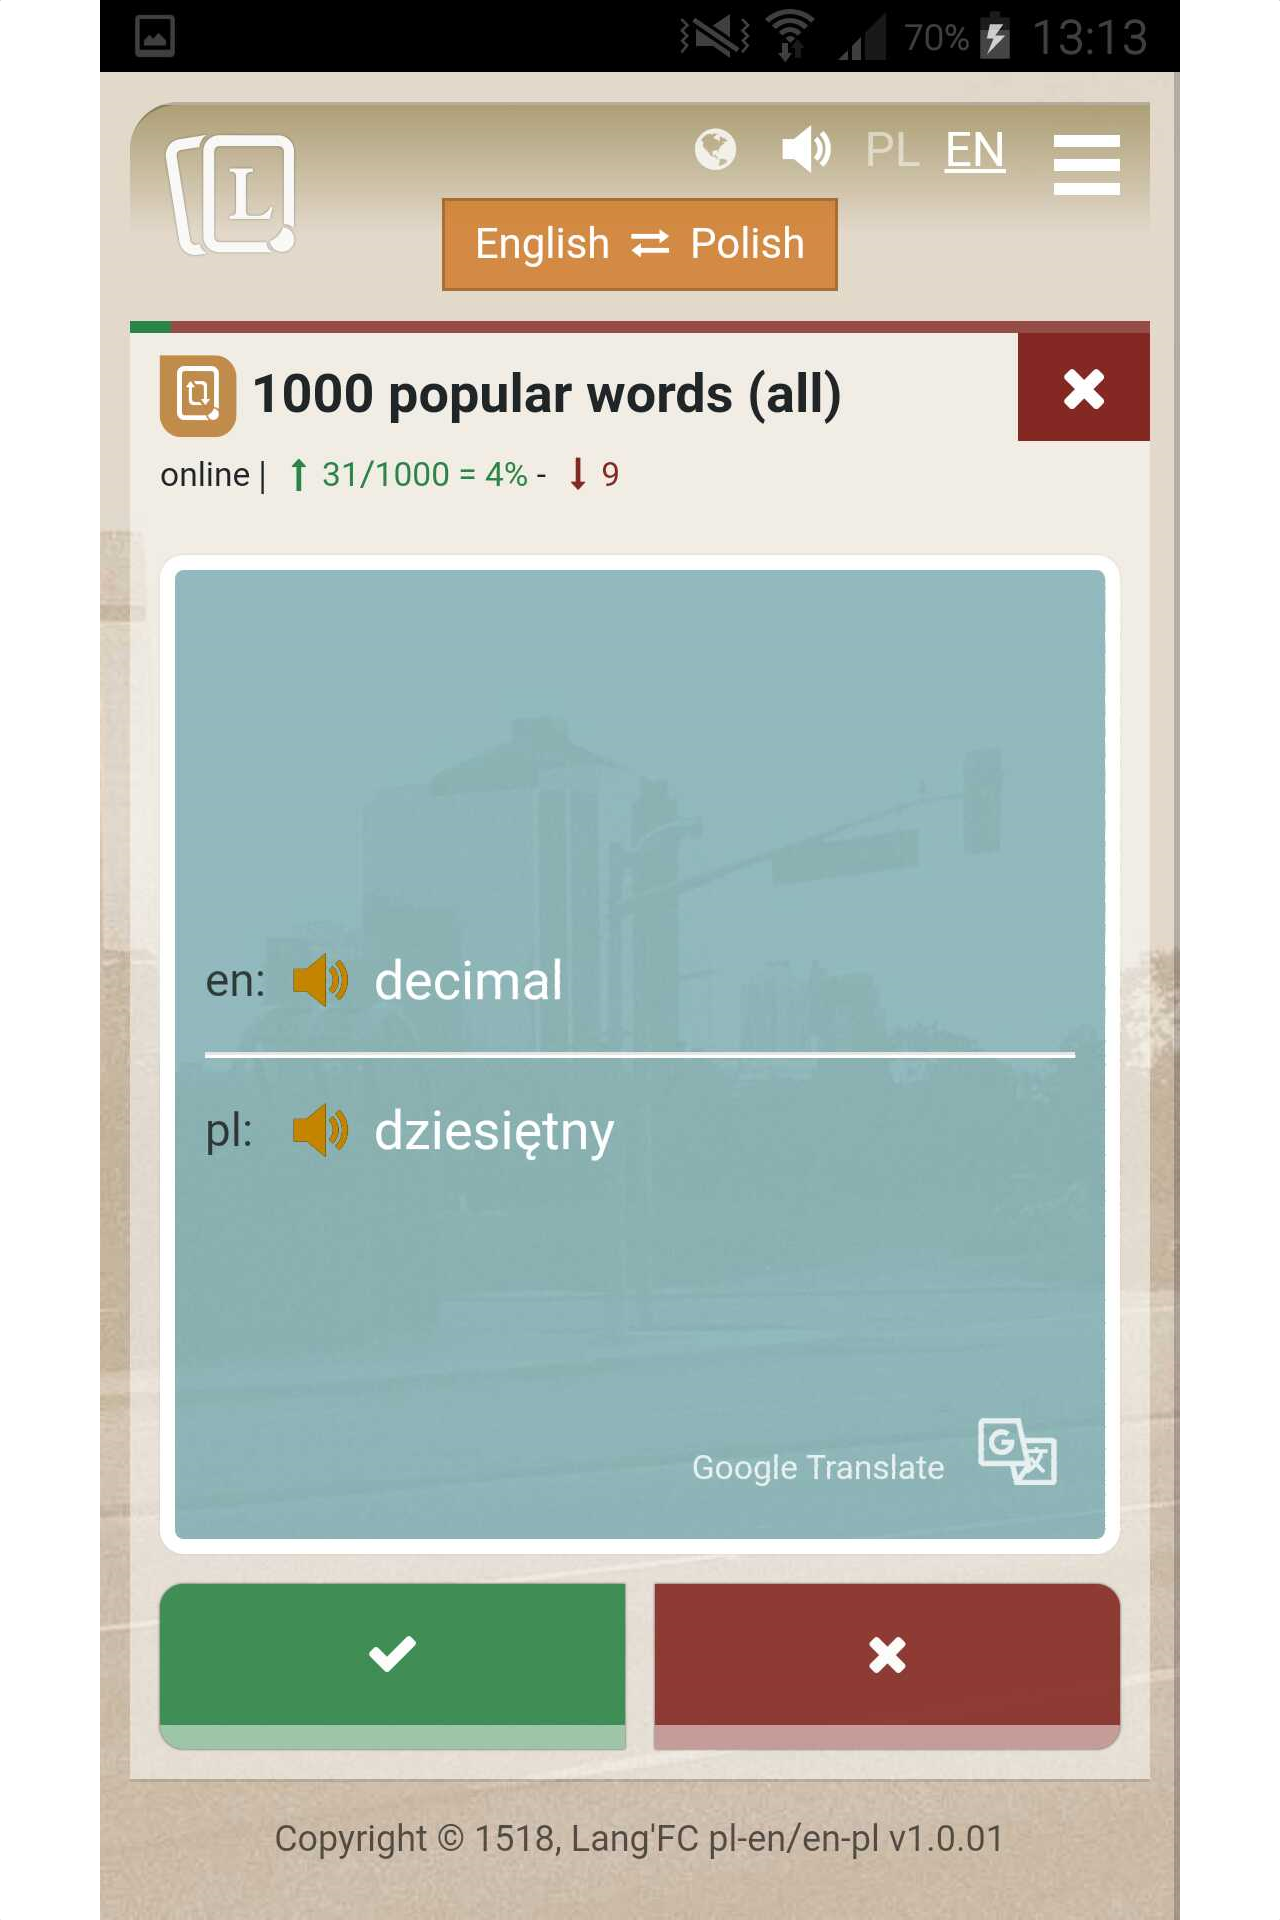 70% 13:13
L
PL EN
English Polish
1000 popular words (all)
online | 31/1000 = 4% - 9
en: decimal
pl: dziesiętny
Google Translate
Copyright © 1518, Lang'FC pl-en/en-pl v1.0.01